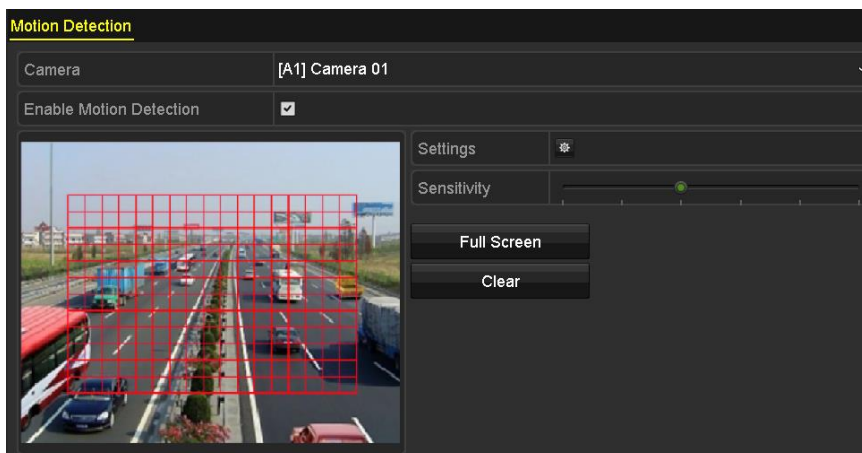 Motion Detection
Camera
[A1] Camera 01
Enable Motion Detection
Settings
Sensitivity
Full Screen
Clear